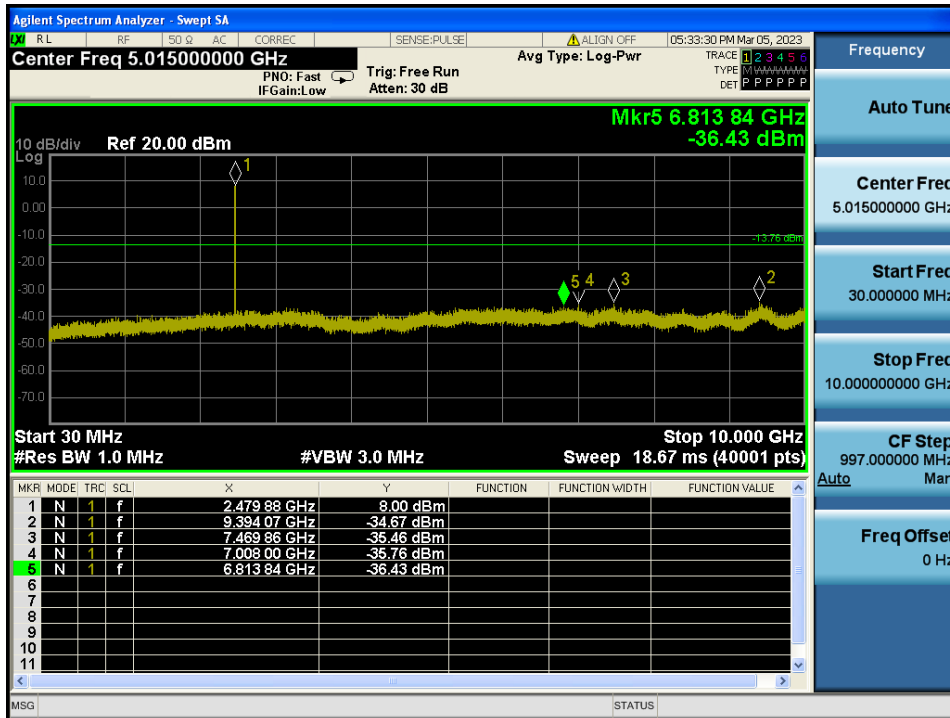 Agilent Spectrum Analyzer - Swept SA
LXI RL RF 50 Ω AC CORREC SENSE:PULSE ALIGN OFF 05:33:30 PM Mar 05, 2023
Center Freq 5.015000000 GHz
PNO: Fast
IFGain:Low
Trig: Free Run
Atten: 30 dB
Avg Type: Log-Pwr
TRACE 1 2 3 4 5 6
TYPE M
DET P P P P P P
Mkr5 6.813 84 GHz
-36.43 dBm
10 dB/div Ref 20.00 dBm
Log
10.0
0.00
-10.0
-20.0
-30.0
-40.0
-50.0
-60.0
-70.0
1
-13.76 dBm
5 4 3 2
Start 30 MHz Stop 10.000 GHz
#Res BW 1.0 MHz #VBW 3.0 MHz Sweep 18.67 ms (40001 pts)
MKR MODE TRC SCL X Y FUNCTION FUNCTION WIDTH FUNCTION VALUE
1 N 1 f 2.479 88 GHz 8.00 dBm
2 N 1 f 9.394 07 GHz -34.67 dBm
3 N 1 f 7.469 86 GHz -35.46 dBm
4 N 1 f 7.008 00 GHz -35.76 dBm
5 N 1 f 6.813 84 GHz -36.43 dBm
6
7
8
9
10
11
MSG STATUS
Frequency
Auto Tune
Center Freq
5.015000000 GHz
Start Freq
30.000000 MHz
Stop Freq
10.000000000 GHz
CF Step
997.000000 MHz
Auto Man
Freq Offset
0 Hz